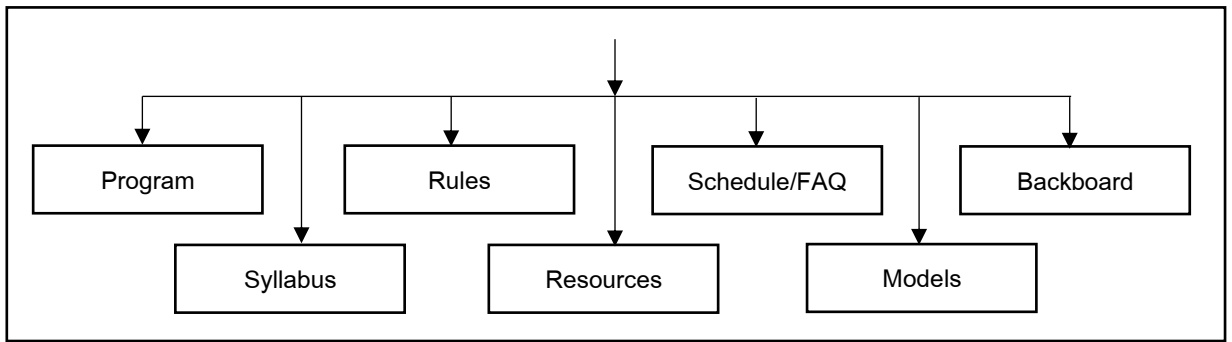 Program
Rules
Schedule/FAQ
Backboard
Syllabus
Resources
Models